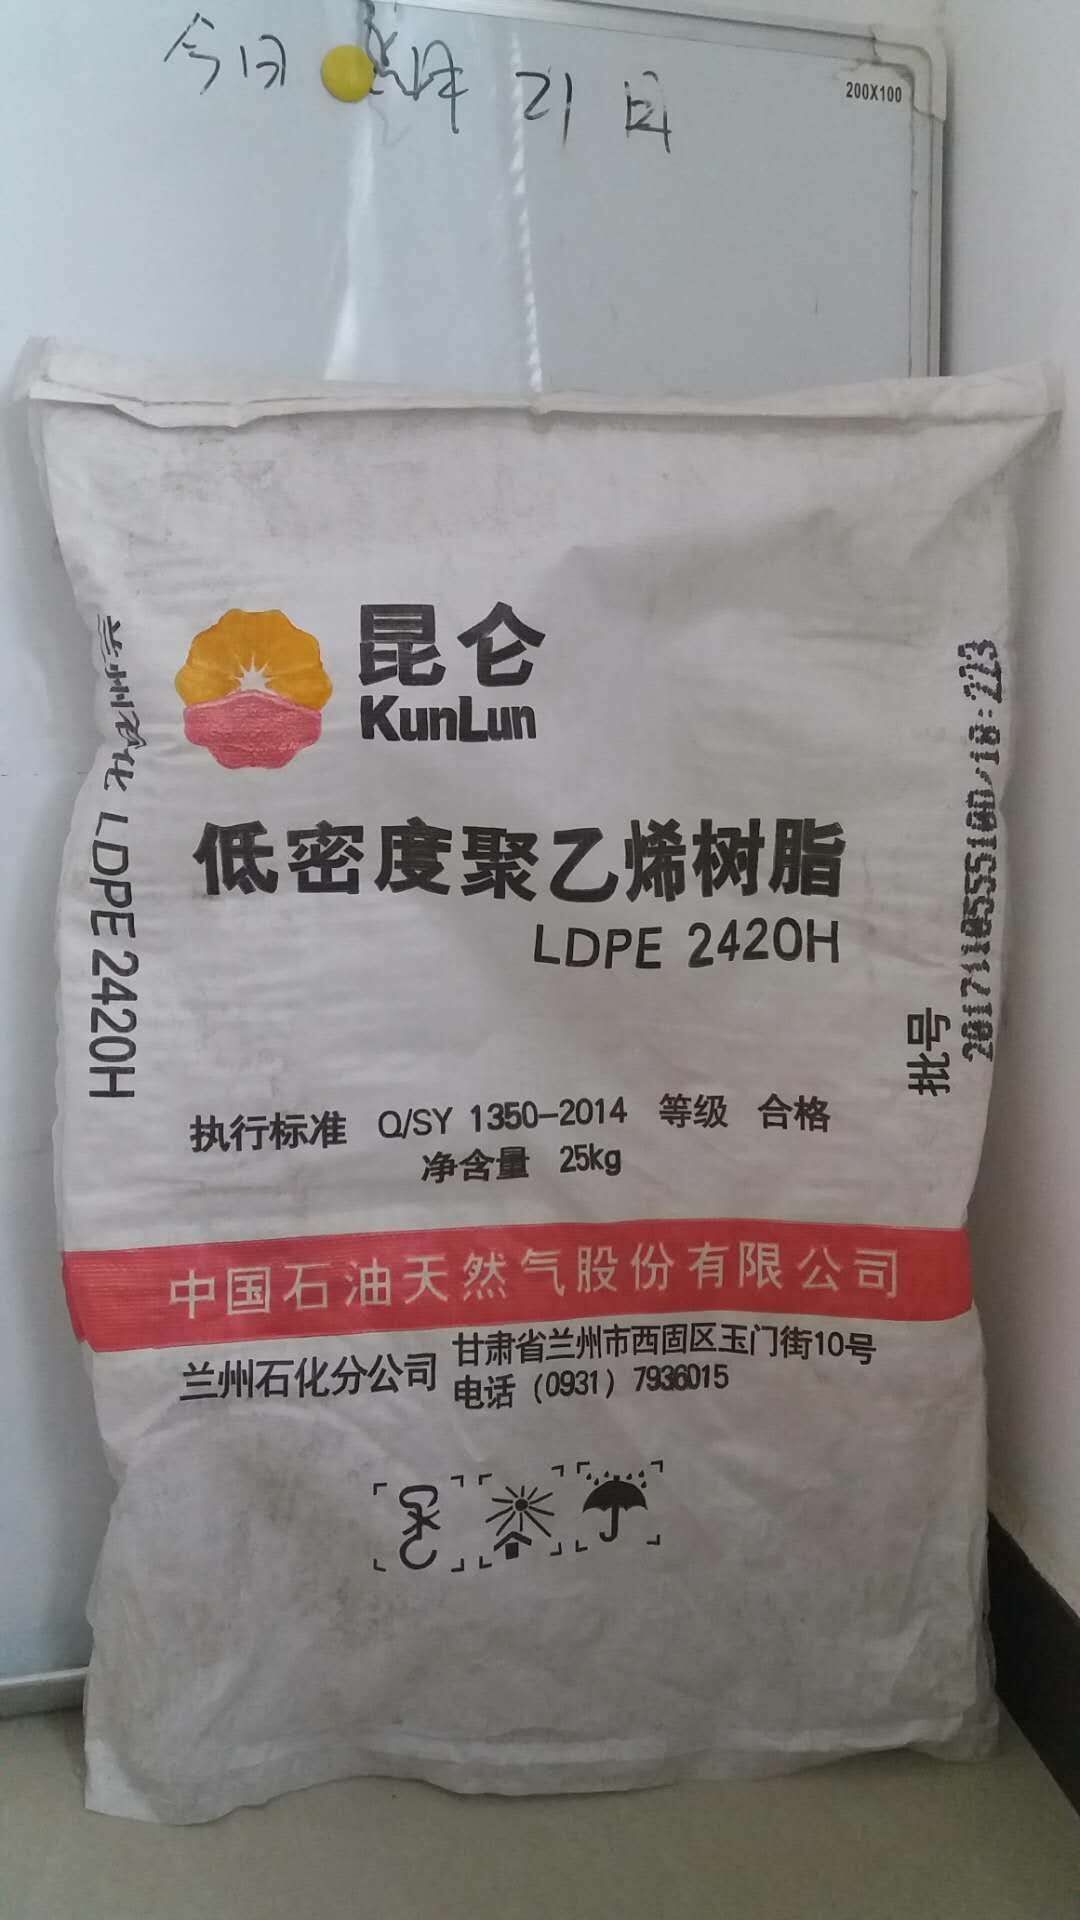 今日
21
200X100
昆仑
KunLun
低密度聚乙烯树脂
LDPE 2420H
兰州石化 LDPE 2420H
批号
执行标准 Q/SY 1350-2014 等级 合格
净含量 25kg
中国石油天然气股份有限公司
兰州石化分公司
甘肃省兰州市西固区玉门街10号
电话(0931)7936015